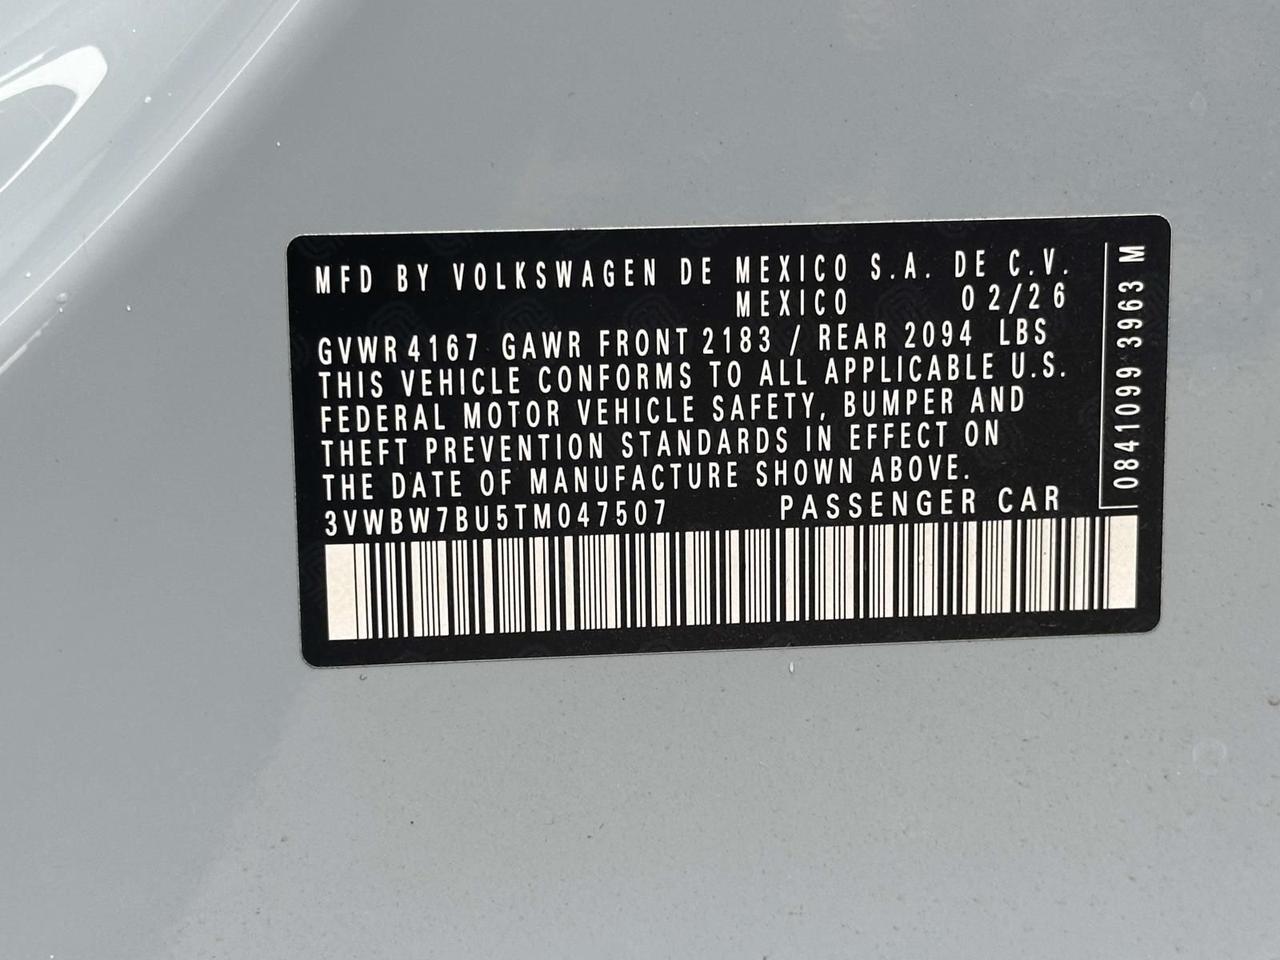 MFD BY VOLKSWAGEN DE MEXICO S.A. DE C.V.
MEXICO 02/26
GVWR 4167 GAWR FRONT 2183 / REAR 2094 LBS
THIS VEHICLE CONFORMS TO ALL APPLICABLE U.S.
FEDERAL MOTOR VEHICLE SAFETY, BUMPER AND
THEFT PREVENTION STANDARDS IN EFFECT ON
THE DATE OF MANUFACTURE SHOWN ABOVE.
3VWBW7BU5TM047507 PASSENGER CAR
0841099 3963 M